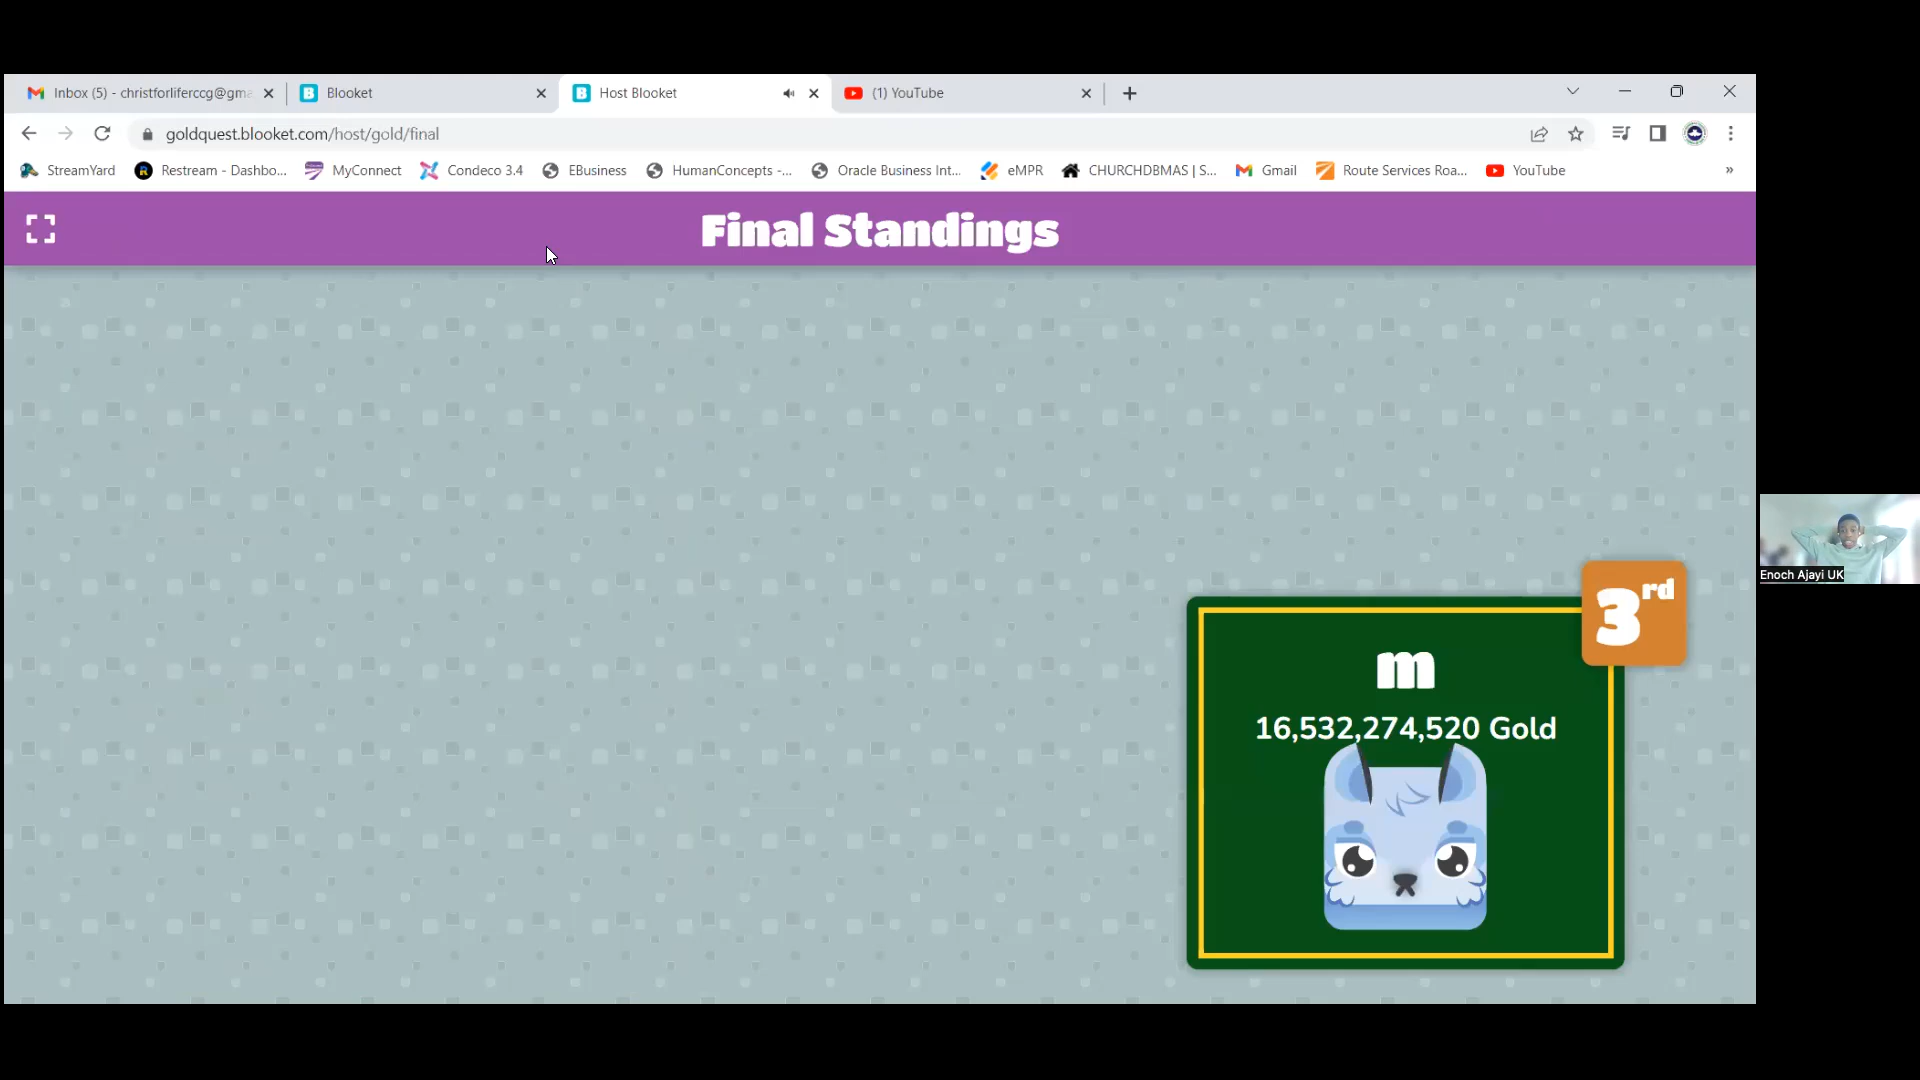 Inbox (5) - christforliferccg@gma
Blooket
Host Blooket
(1) YouTube
goldquest.blooket.com/host/gold/final
StreamYard
Restream - Dashbo...
MyConnect
Condeco 3.4
EBusiness
HumanConcepts -...
Oracle Business Int...
eMPR
CHURCHDBMAS | S...
Gmail
Route Services Roa...
YouTube
»
Final Standings
3rd
m
16,532,274,520 Gold
Enoch Ajayi UK